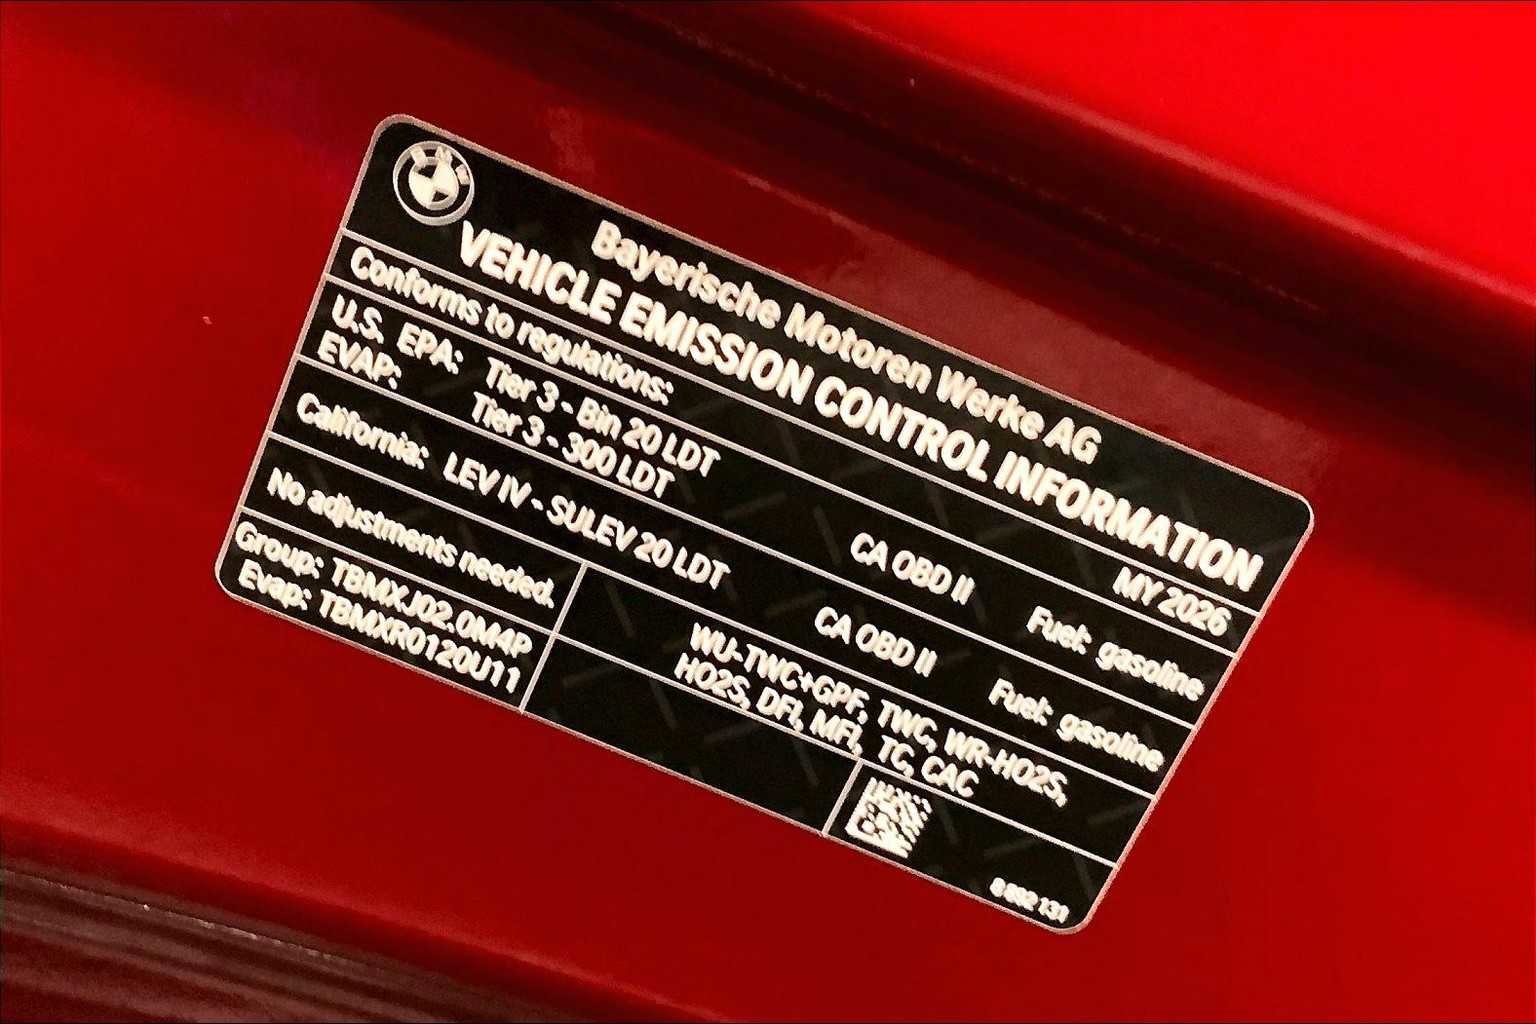 BMW
Bayerische Motoren Werke AG
VEHICLE EMISSION CONTROL INFORMATION
Conforms to regulations: MY 2026
U.S. EPA: Tier 3 - Bin 20 LDT CA OBD II Fuel: gasoline
EVAP: Tier 3 - 300 LDT
California: LEV IV - SULEV 20 LDT CA OBD II Fuel: gasoline
No adjustments needed. WU-TWC+GPF, TWC, WR-HO2S,
HO2S, DFI, MFI, TC, CAC
Group: TBMXJ02.0M4P
Evap: TBMXR0120U11